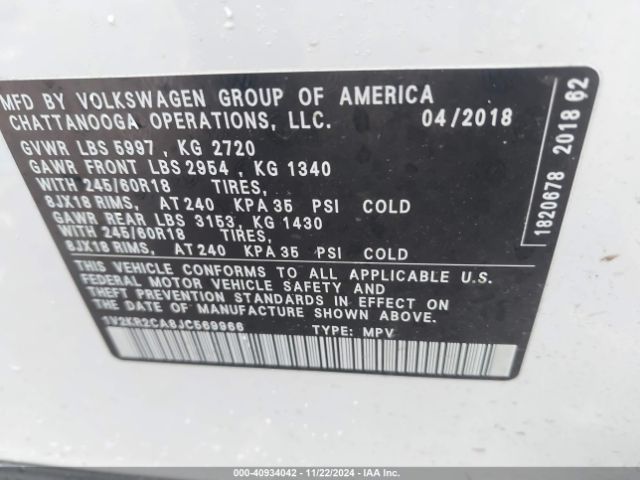 MFD BY VOLKSWAGEN GROUP OF AMERICA
CHATTANOOGA OPERATIONS, LLC. 04/2018
GVWR LBS 5997 , KG 2720
GAWR FRONT LBS 2954 , KG 1340
WITH 245/60R18 TIRES,
8JX18 RIMS, AT 240 KPA 35 PSI COLD
GAWR REAR LBS 3153, KG 1430
WITH 245/60R18 TIRES,
8JX18 RIMS, AT 240 KPA 35 PSI COLD
THIS VEHICLE CONFORMS TO ALL APPLICABLE U.S.
FEDERAL MOTOR VEHICLE SAFETY AND
THEFT PREVENTION STANDARDS IN EFFECT ON
THE DATE OF MANUFACTURE SHOWN ABOVE.
1V2KR2CA8JC569966 TYPE: MPV
1820678 2018 62
#STOCK - 40934042 - 11/22/2024 - IAA Inc.